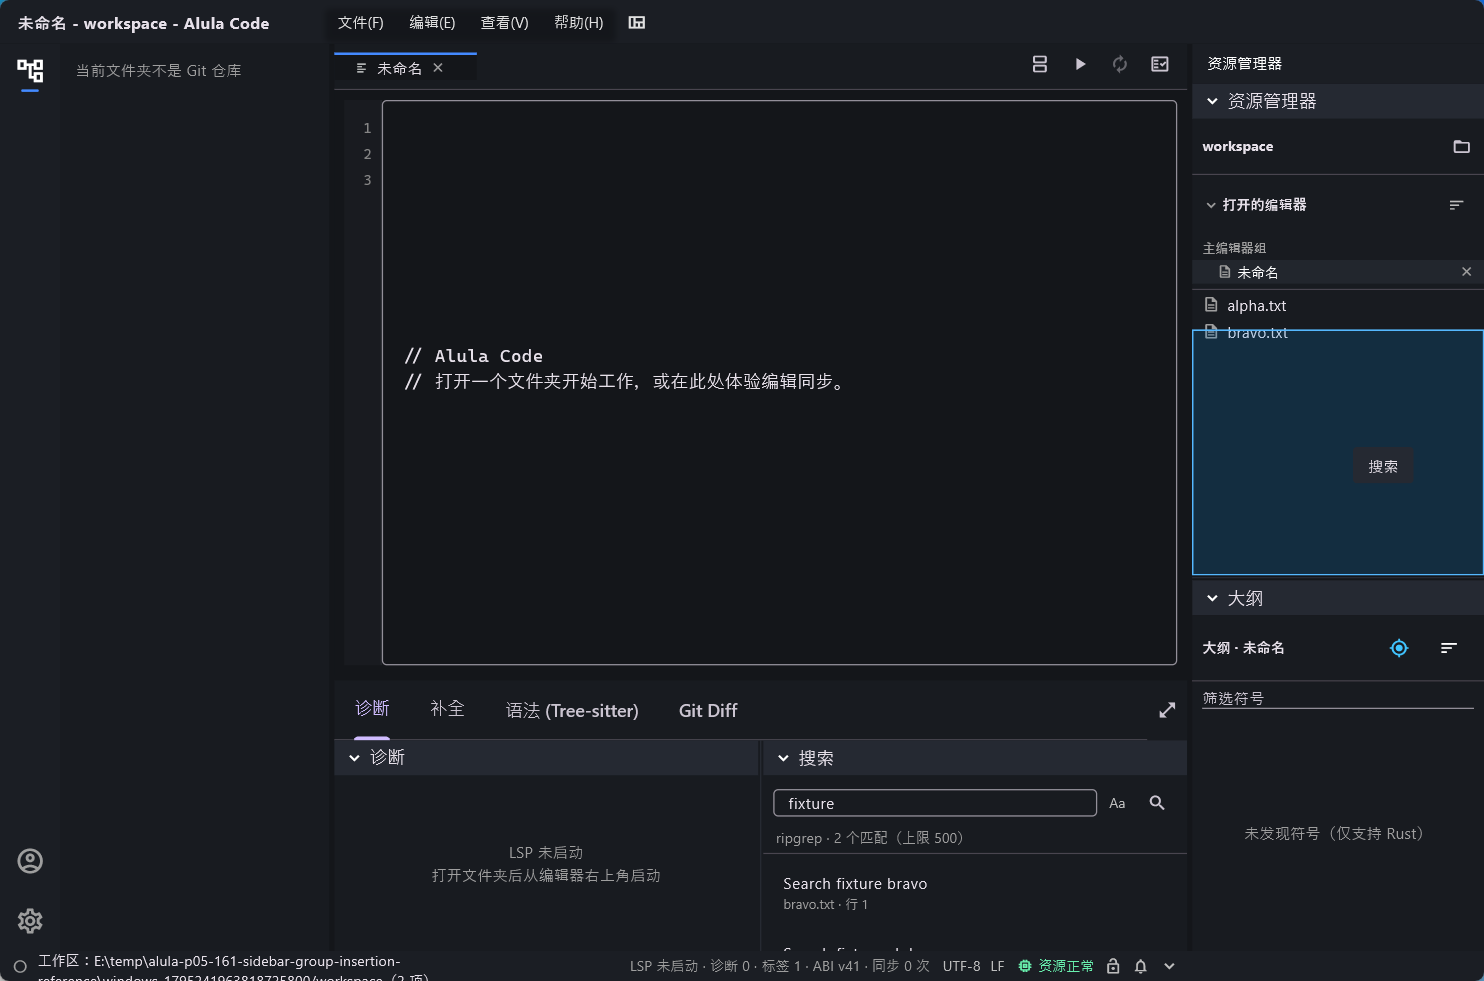 未命名 - workspace - Alula Code
文件(F) 编辑(E) 查看(V) 帮助(H)
当前文件夹不是 Git 仓库
未命名
1
2
3
// Alula Code
// 打开一个文件夹开始工作，或在此处体验编辑同步。
资源管理器
资源管理器
workspace
打开的编辑器
主编辑器组
未命名
alpha.txt
bravo.txt
搜索
大纲
大纲 · 未命名
筛选符号
未发现符号（仅支持 Rust）
诊断 补全 语法 (Tree-sitter) Git Diff
诊断
LSP 未启动
打开文件夹后从编辑器右上角启动
搜索
fixture
Aa
ripgrep · 2 个匹配（上限 500）
Search fixture bravo
bravo.txt · 行 1
工作区：E:\temp\alula-p05-161-sidebar-group-insertion-
reference\windows-1795241963818725800/workspace（2 项）
LSP 未启动 · 诊断 0 · 标签 1 · ABI v41 · 同步 0 次 UTF-8 LF 资源正常